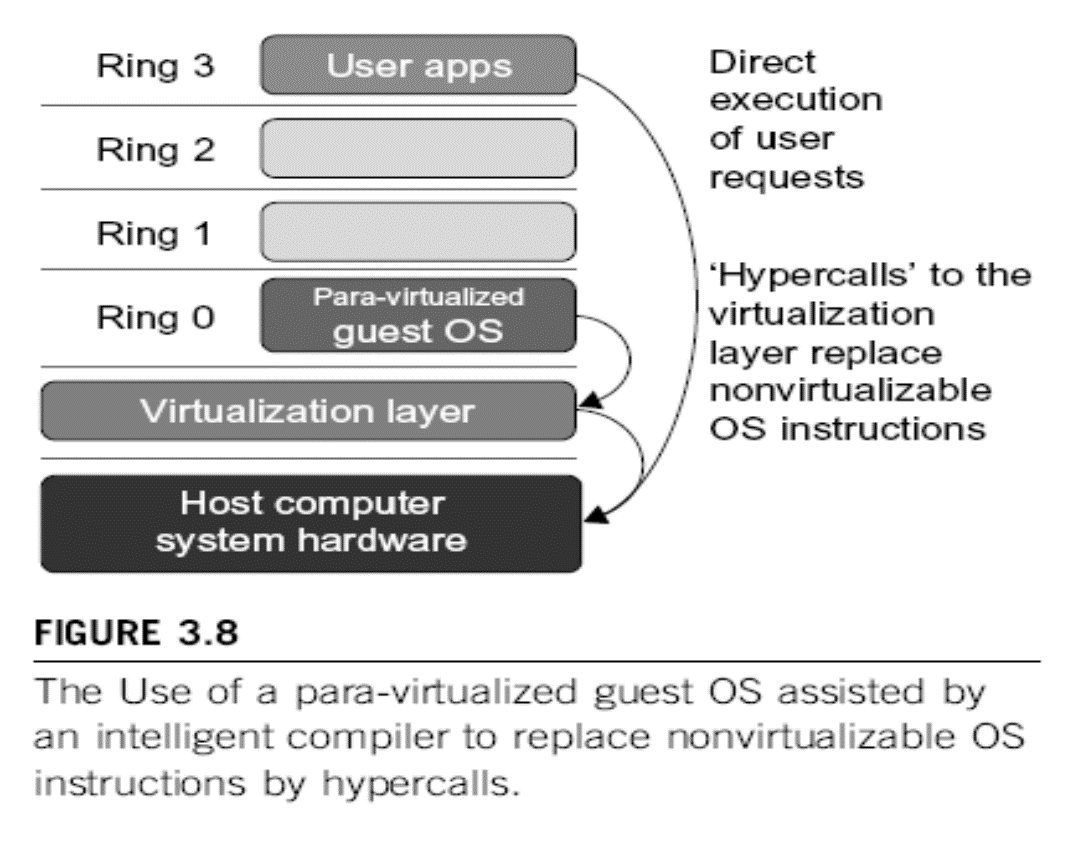 Ring 3
User apps
Ring 2
Ring 1
Ring 0
Para-virtualized
guest OS
Virtualization layer
Host computer
system hardware
Direct
execution
of user
requests
‘Hypercalls’ to the
virtualization
layer replace
nonvirtualizable
OS instructions
FIGURE 3.8
The Use of a para-virtualized guest OS assisted by
an intelligent compiler to replace nonvirtualizable OS
instructions by hypercalls.